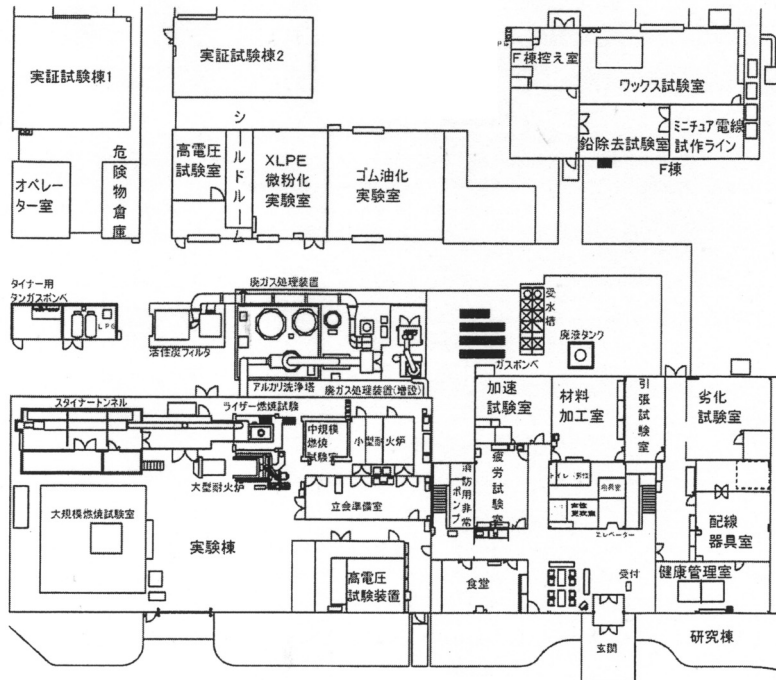 実証試験棟1
実証試験棟2
F棟控え室
ワックス試験室
鉛除去試験室
ミニチュア電線
試作ライン
F棟
オペレー
ター室
危険物倉庫
高電圧
試験室
シールドルーム
XLPE
微粉化
実験室
ゴム油化
実験室
タイナー用
タンガスボンベ
LPG
廃ガス処理装置
活性炭フィルタ
アルカリ洗浄塔
廃ガス処理装置(増設)
受水槽
ガスボンベ
廃液タンク
スタイナートンネル
ライザー燃焼試験
中規模
燃焼
試験室
小型耐火炉
大型耐火炉
立会準備室
大規模燃焼試験室
実験棟
高電圧
試験装置
加速
試験室
材料
加工室
引張試験室
劣化
試験室
消防用非常
ポンプ
疲労試験室
トイレ・男性
女性
更衣室
エレベーター
配線
器具室
食堂
受付
健康管理室
玄関
研究棟